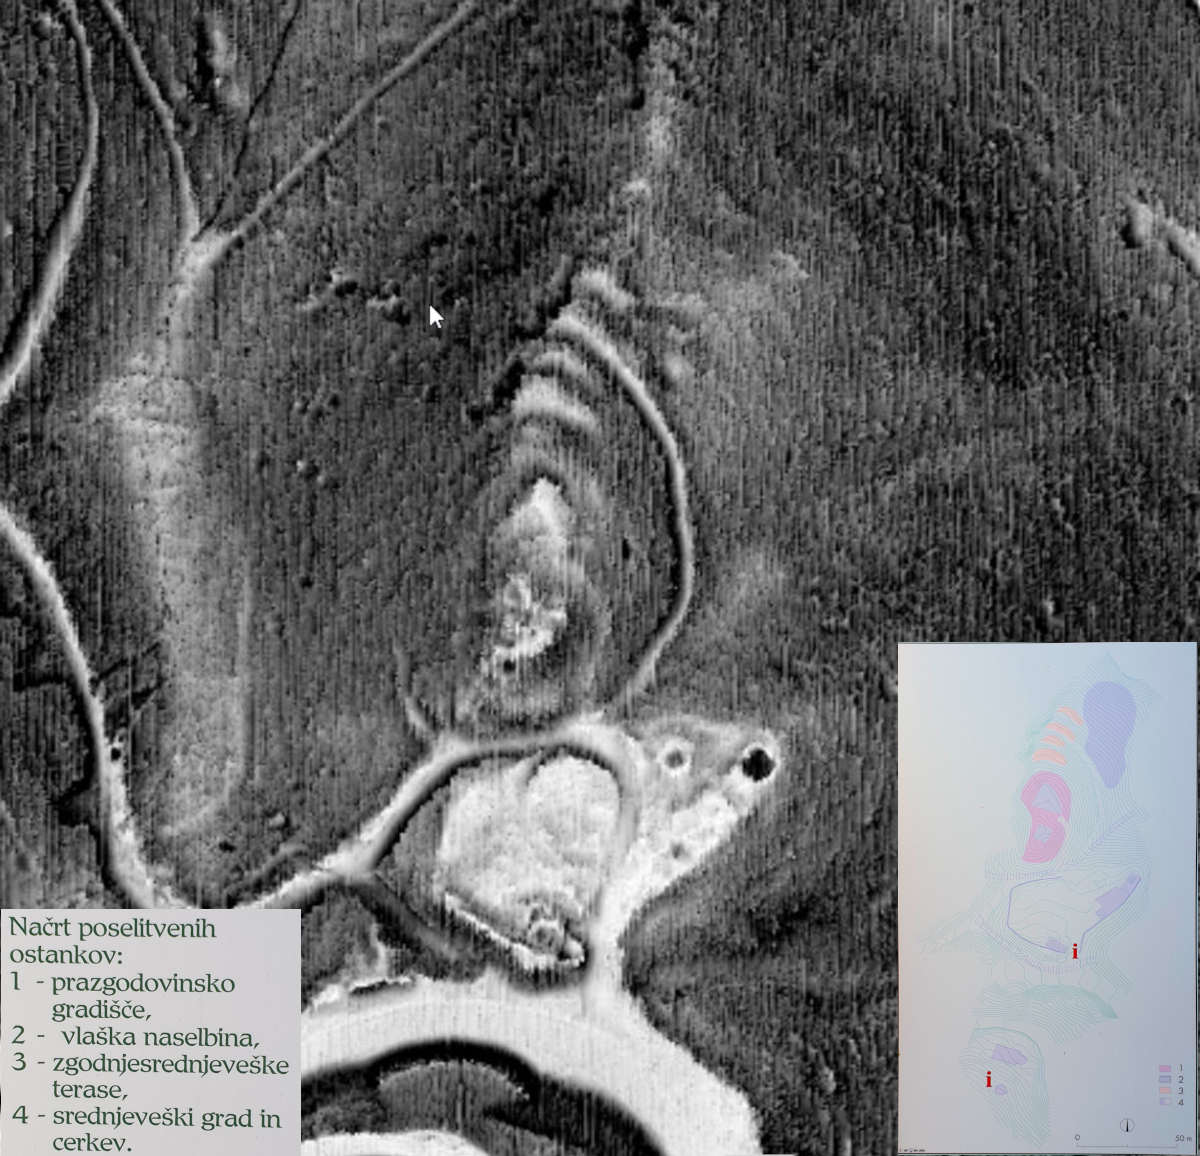 Načrt poselitvenih
ostankov:
1 - prazgodovinsko
gradišče,
2 - vlaška naselbina,
3 - zgodnjesrednjeveške
terase,
4 - srednjeveški grad in
cerkev.
i
i
1
2
3
4
0 50 m